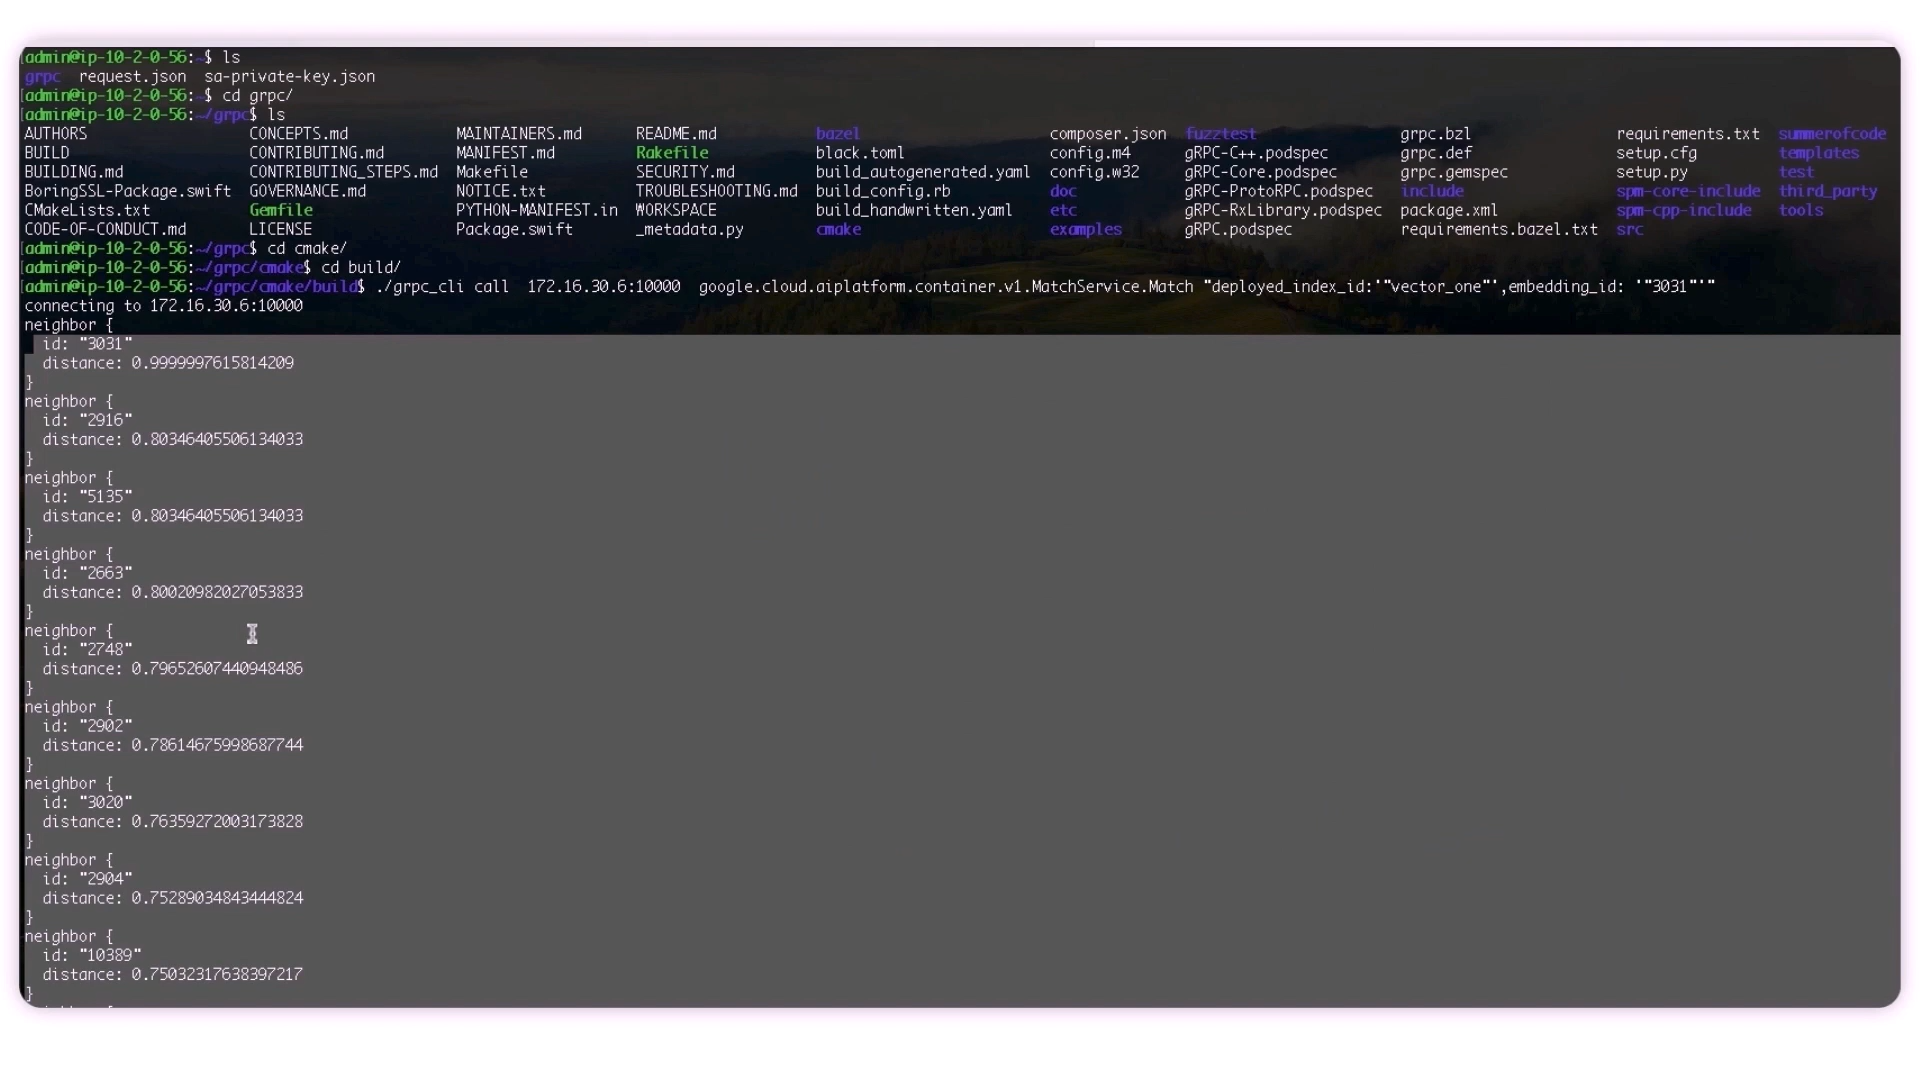 [admin@ip-10-2-0-56:~$ ls
grpc  request.json  sa-private-key.json
[admin@ip-10-2-0-56:~$ cd grpc/
[admin@ip-10-2-0-56:~/grpc$ ls
AUTHORS  CONCEPTS.md  MAINTAINERS.md  README.md  bazel  composer.json  fuzztest  grpc.bzl  requirements.txt  summerofcode
BUILD  CONTRIBUTING.md  MANIFEST.md  Rakefile  black.toml  config.m4  gRPC-C++.podspec  grpc.def  setup.cfg  templates
BUILDING.md  CONTRIBUTING_STEPS.md  Makefile  SECURITY.md  build_autogenerated.yaml  config.w32  gRPC-Core.podspec  grpc.gemspec  setup.py  test
BoringSSL-Package.swift  GOVERNANCE.md  NOTICE.txt  TROUBLESHOOTING.md  build_config.rb  doc  gRPC-ProtoRPC.podspec  include  spm-core-include  third_party
CMakeLists.txt  Gemfile  PYTHON-MANIFEST.in  WORKSPACE  build_handwritten.yaml  etc  gRPC-RxLibrary.podspec  package.xml  spm-cpp-include  tools
CODE-OF-CONDUCT.md  LICENSE  Package.swift  _metadata.py  cmake  examples  gRPC.podspec  requirements.bazel.txt  src
[admin@ip-10-2-0-56:~/grpc$ cd cmake/
[admin@ip-10-2-0-56:~/grpc/cmake$ cd build/
[admin@ip-10-2-0-56:~/grpc/cmake/build$ ./grpc_cli call  172.16.30.6:10000  google.cloud.aiplatform.container.v1.MatchService.Match "deployed_index_id:'"vector_one"',embedding_id: '"3031"'"
connecting to 172.16.30.6:10000
neighbor {
  id: "3031"
  distance: 0.9999997615814209
}
neighbor {
  id: "2916"
  distance: 0.80346405506134033
}
neighbor {
  id: "5135"
  distance: 0.80346405506134033
}
neighbor {
  id: "2663"
  distance: 0.80020982027053833
}
neighbor {
  id: "2748"
  distance: 0.79652607440948486
}
neighbor {
  id: "2902"
  distance: 0.78614675998687744
}
neighbor {
  id: "3020"
  distance: 0.76359272003173828
}
neighbor {
  id: "2904"
  distance: 0.75289034843444824
}
neighbor {
  id: "10389"
  distance: 0.75032317638397217
}